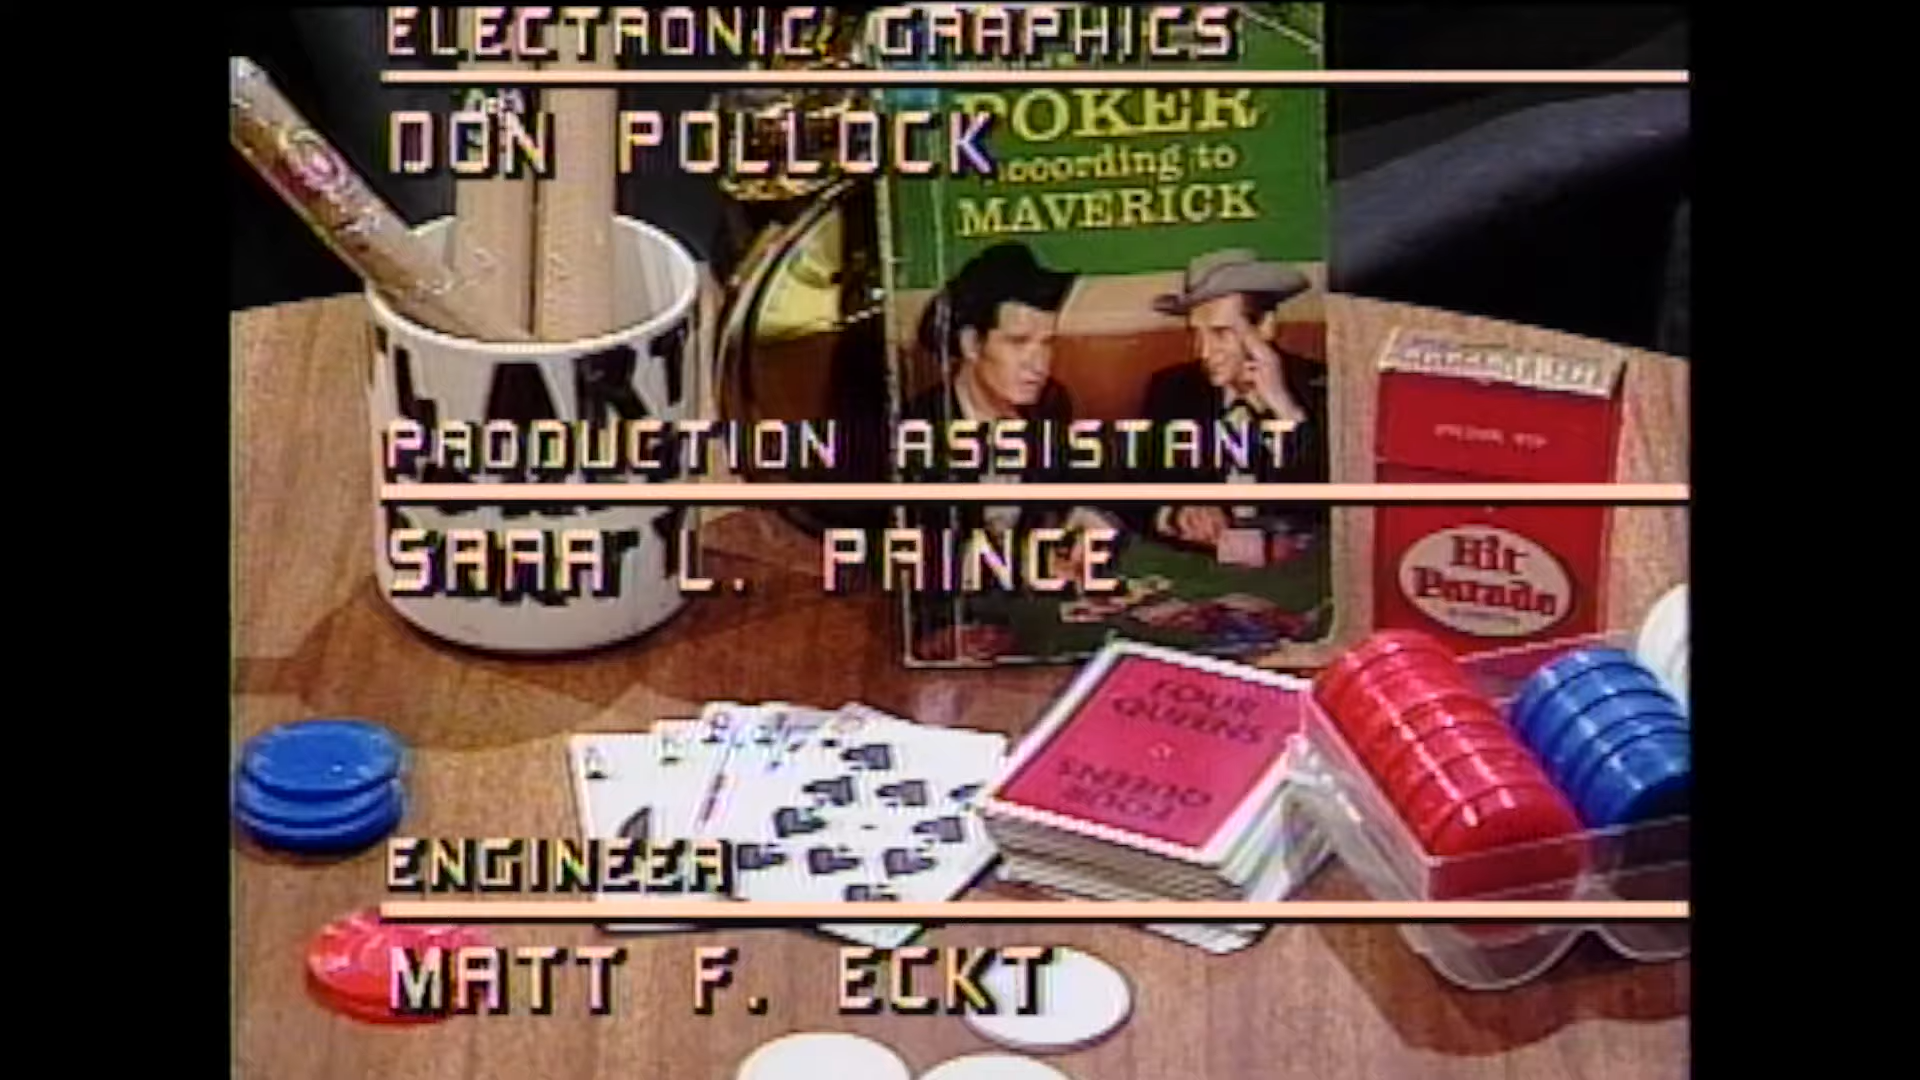 ELECTRONIC GRAPHICS
DON POLLOCK
POKER
According to
MAVERICK
PRODUCTION ASSISTANT
SARA L. PRINCE
Hit
Parade
FOUR
QUEENS
FOUR
QUEENS
ENGINEER
MATT F. ECKT